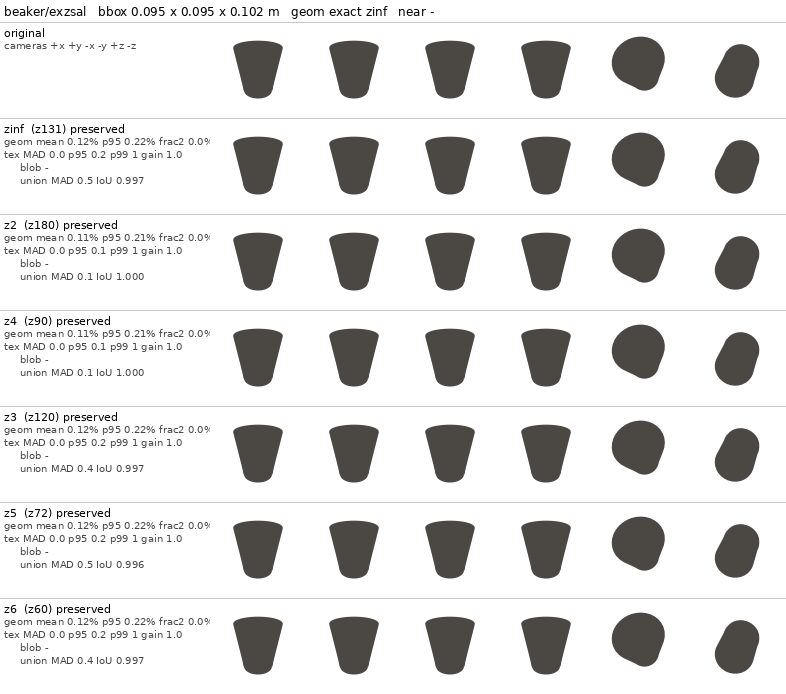 beaker/exzsal   bbox 0.095 x 0.095 x 0.102 m   geom exact zinf   near -
original
cameras +x +y -x -y +z -z
zinf  (z131) preserved
geom mean 0.12% p95 0.22% frac2 0.0%
tex MAD 0.0 p95 0.2 p99 1 gain 1.0
blob -
union MAD 0.5 IoU 0.997
z2  (z180) preserved
geom mean 0.11% p95 0.21% frac2 0.0%
tex MAD 0.0 p95 0.1 p99 1 gain 1.0
blob -
union MAD 0.1 IoU 1.000
z4  (z90) preserved
geom mean 0.11% p95 0.21% frac2 0.0%
tex MAD 0.0 p95 0.1 p99 1 gain 1.0
blob -
union MAD 0.1 IoU 1.000
z3  (z120) preserved
geom mean 0.12% p95 0.22% frac2 0.0%
tex MAD 0.0 p95 0.2 p99 1 gain 1.0
blob -
union MAD 0.4 IoU 0.997
z5  (z72) preserved
geom mean 0.12% p95 0.22% frac2 0.0%
tex MAD 0.0 p95 0.2 p99 1 gain 1.0
blob -
union MAD 0.5 IoU 0.996
z6  (z60) preserved
geom mean 0.12% p95 0.22% frac2 0.0%
tex MAD 0.0 p95 0.2 p99 1 gain 1.0
blob -
union MAD 0.4 IoU 0.997